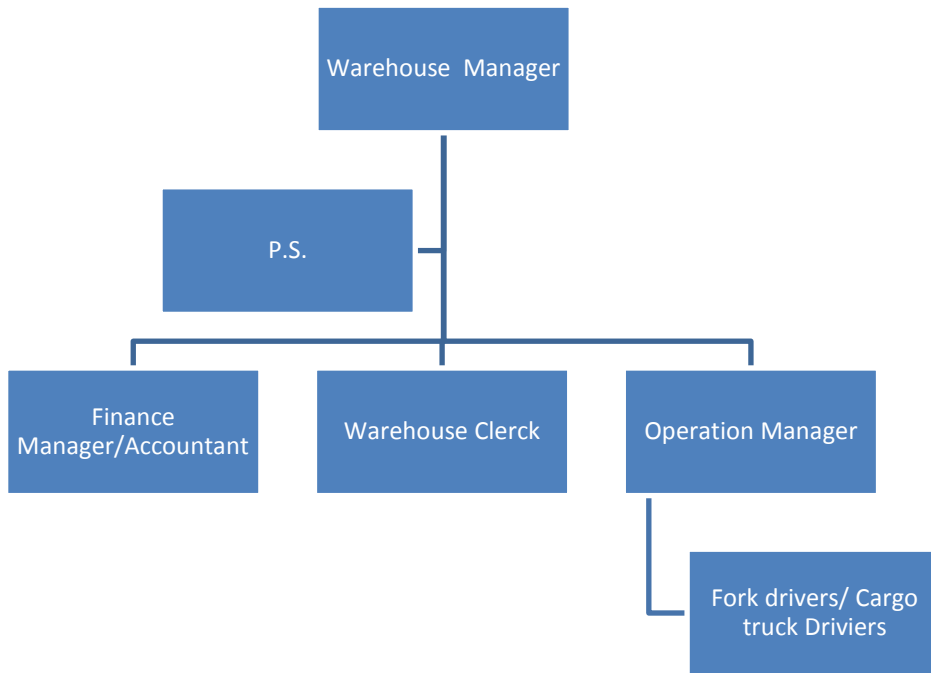 Warehouse  Manager
P.S.
Finance
Manager/Accountant
Warehouse Clerck
Operation Manager
Fork drivers/ Cargo
truck Driviers